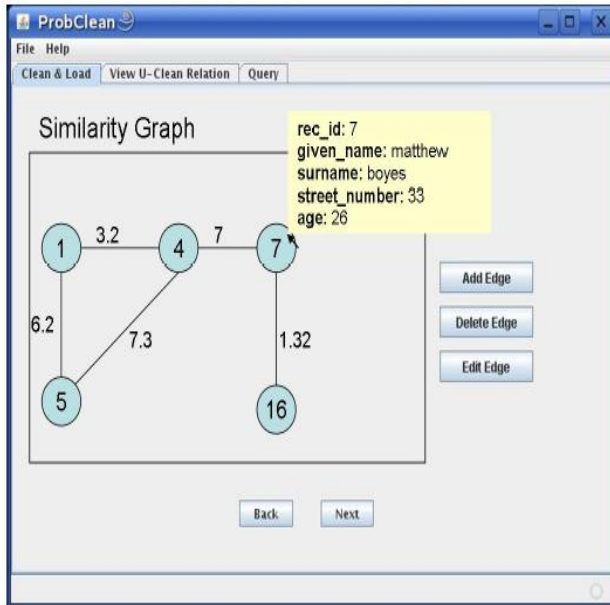 ProbClean
File Help
Clean & Load View U-Clean Relation Query
Similarity Graph
rec_id: 7
given_name: matthew
surname: boyes
street_number: 33
age: 26
1 3.2 4 7 7
6.2 7.3 1.32
5 16
Add Edge
Delete Edge
Edit Edge
Back Next